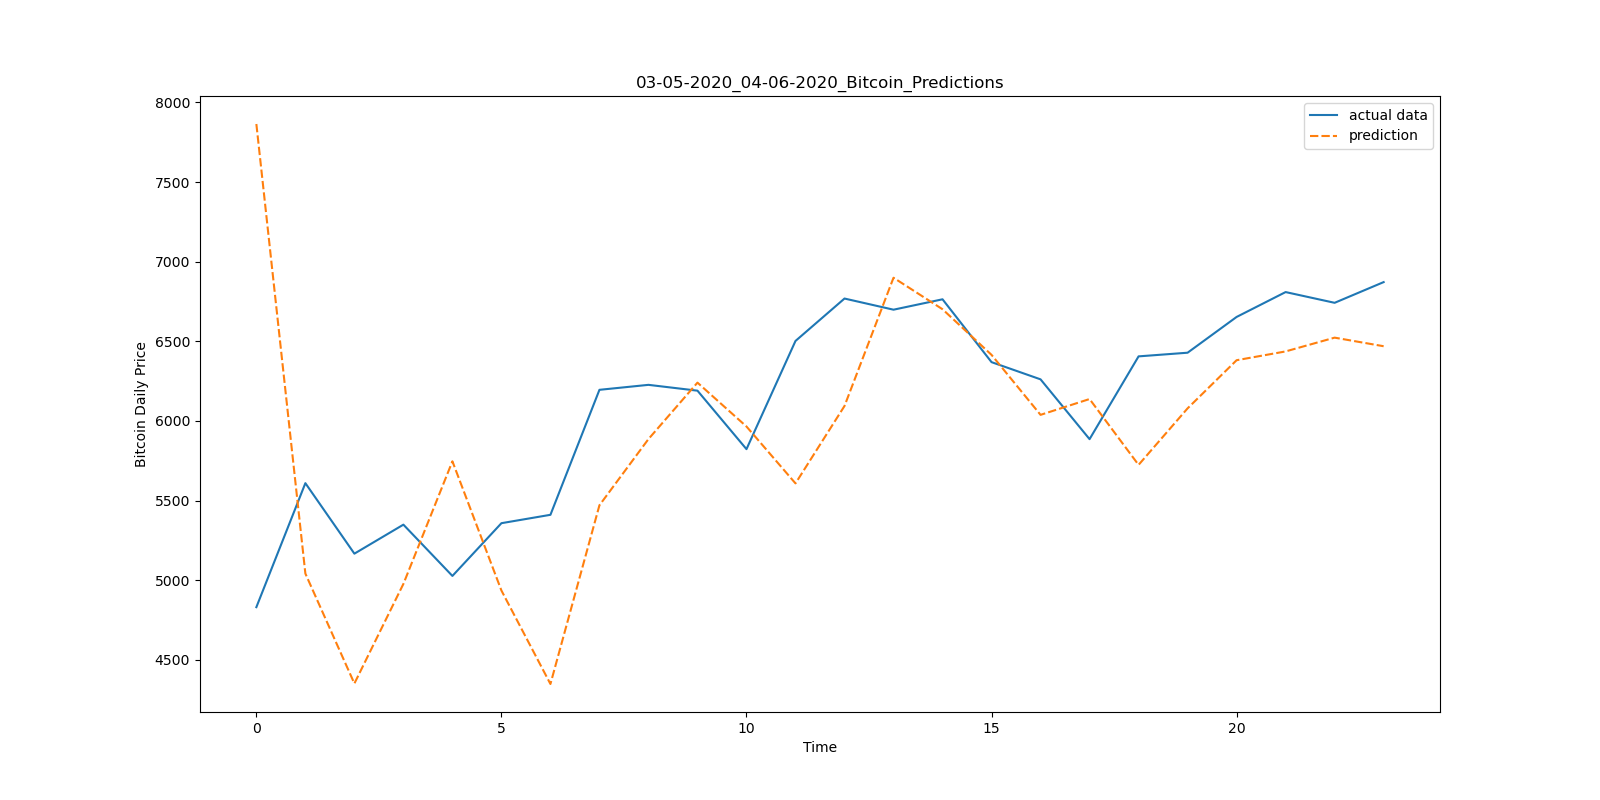 03-05-2020_04-06-2020_Bitcoin_Predictions
actual data
prediction
Bitcoin Daily Price
8000
7500
7000
6500
6000
5500
5000
4500
0 5 10 15 20
Time